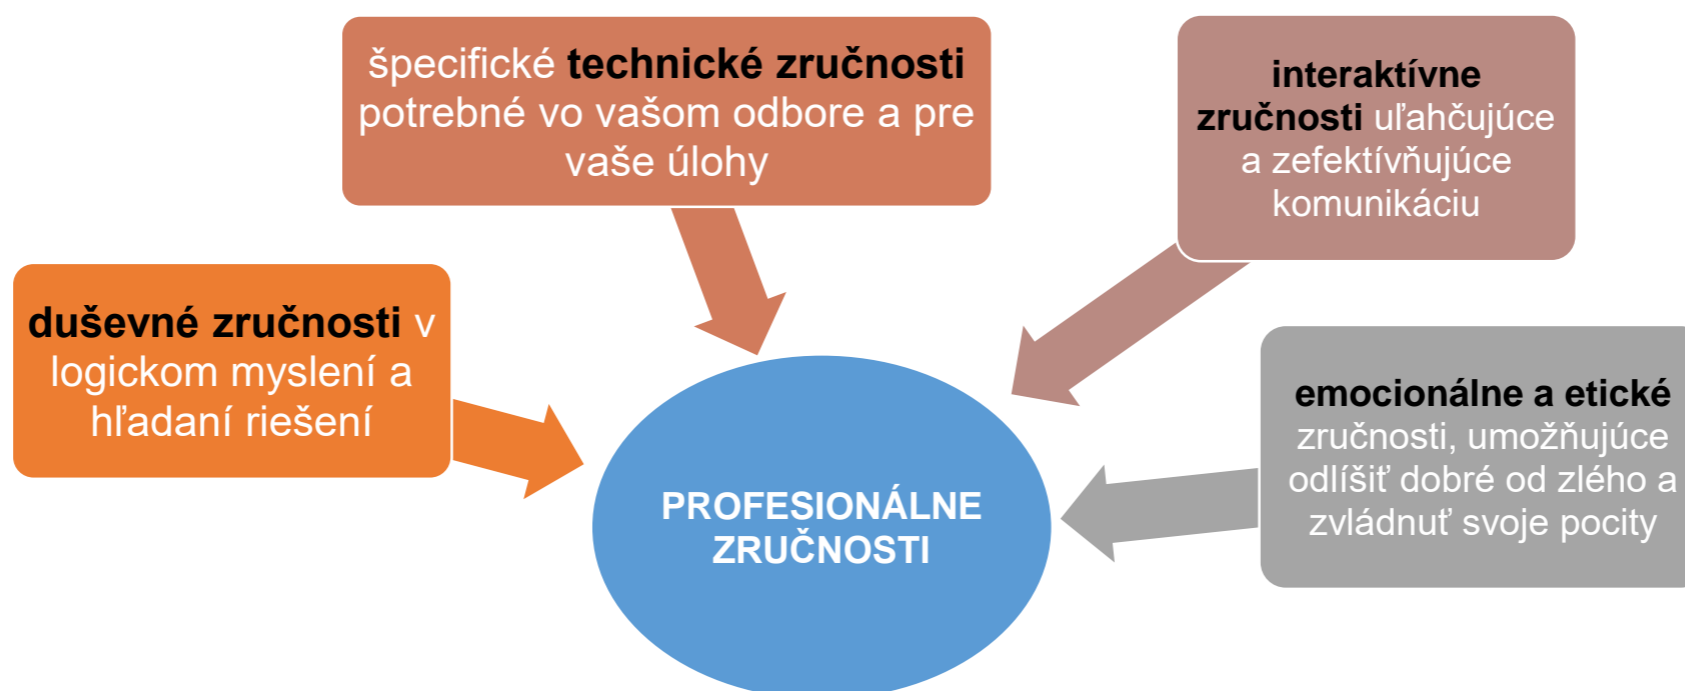 špecifické technické zručnosti
potrebné vo vašom odbore a pre
vaše úlohy
interaktívne
zručnosti uľahčujúce
a zefektívňujúce
komunikáciu
duševné zručnosti v
logickom myslení a
hľadaní riešení
emocionálne a etické
zručnosti, umožňujúce
odlíšiť dobré od zlého a
zvládnuť svoje pocity
PROFESIONÁLNE
ZRUČNOSTI